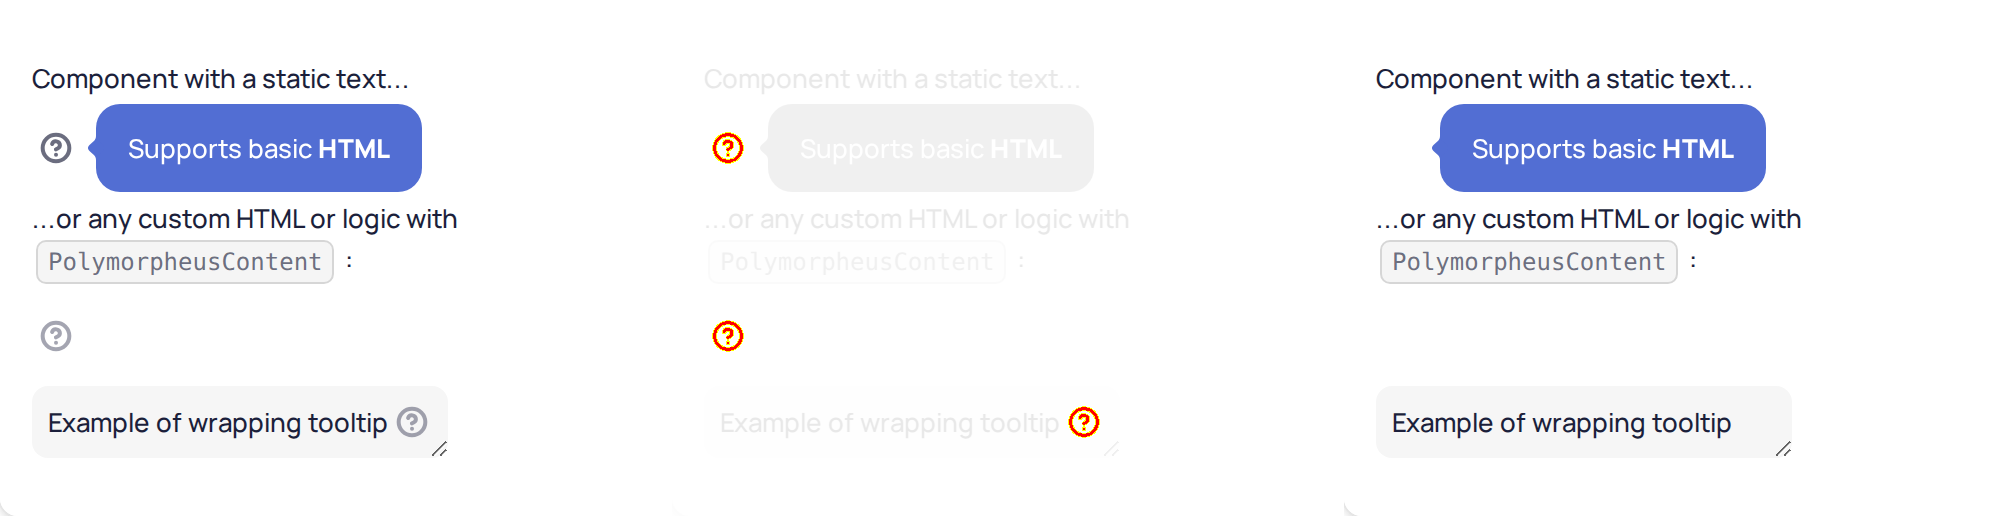 Component with a static text...
Supports basic HTML
...or any custom HTML or logic with
PolymorpheusContent :
Example of wrapping tooltip
Component with a static text...
Supports basic HTML
...or any custom HTML or logic with
PolymorpheusContent :
Example of wrapping tooltip
Component with a static text...
Supports basic HTML
...or any custom HTML or logic with
PolymorpheusContent :
Example of wrapping tooltip